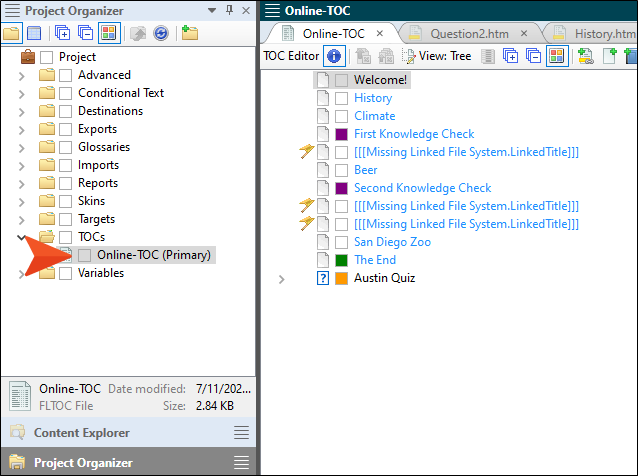 Project Organizer
Project
Advanced
Conditional Text
Destinations
Exports
Glossaries
Imports
Reports
Skins
Targets
TOCs
Online-TOC (Primary)
Variables
Online-TOC Date modified: 7/11/202...
FLTOC File Size: 2.84 KB
Content Explorer
Project Organizer
Online-TOC
Online-TOC Question2.htm History.htm
TOC Editor View: Tree
Welcome!
History
Climate
First Knowledge Check
[[[Missing Linked File System.LinkedTitle]]]
Beer
Second Knowledge Check
[[[Missing Linked File System.LinkedTitle]]]
[[[Missing Linked File System.LinkedTitle]]]
San Diego Zoo
The End
? Austin Quiz